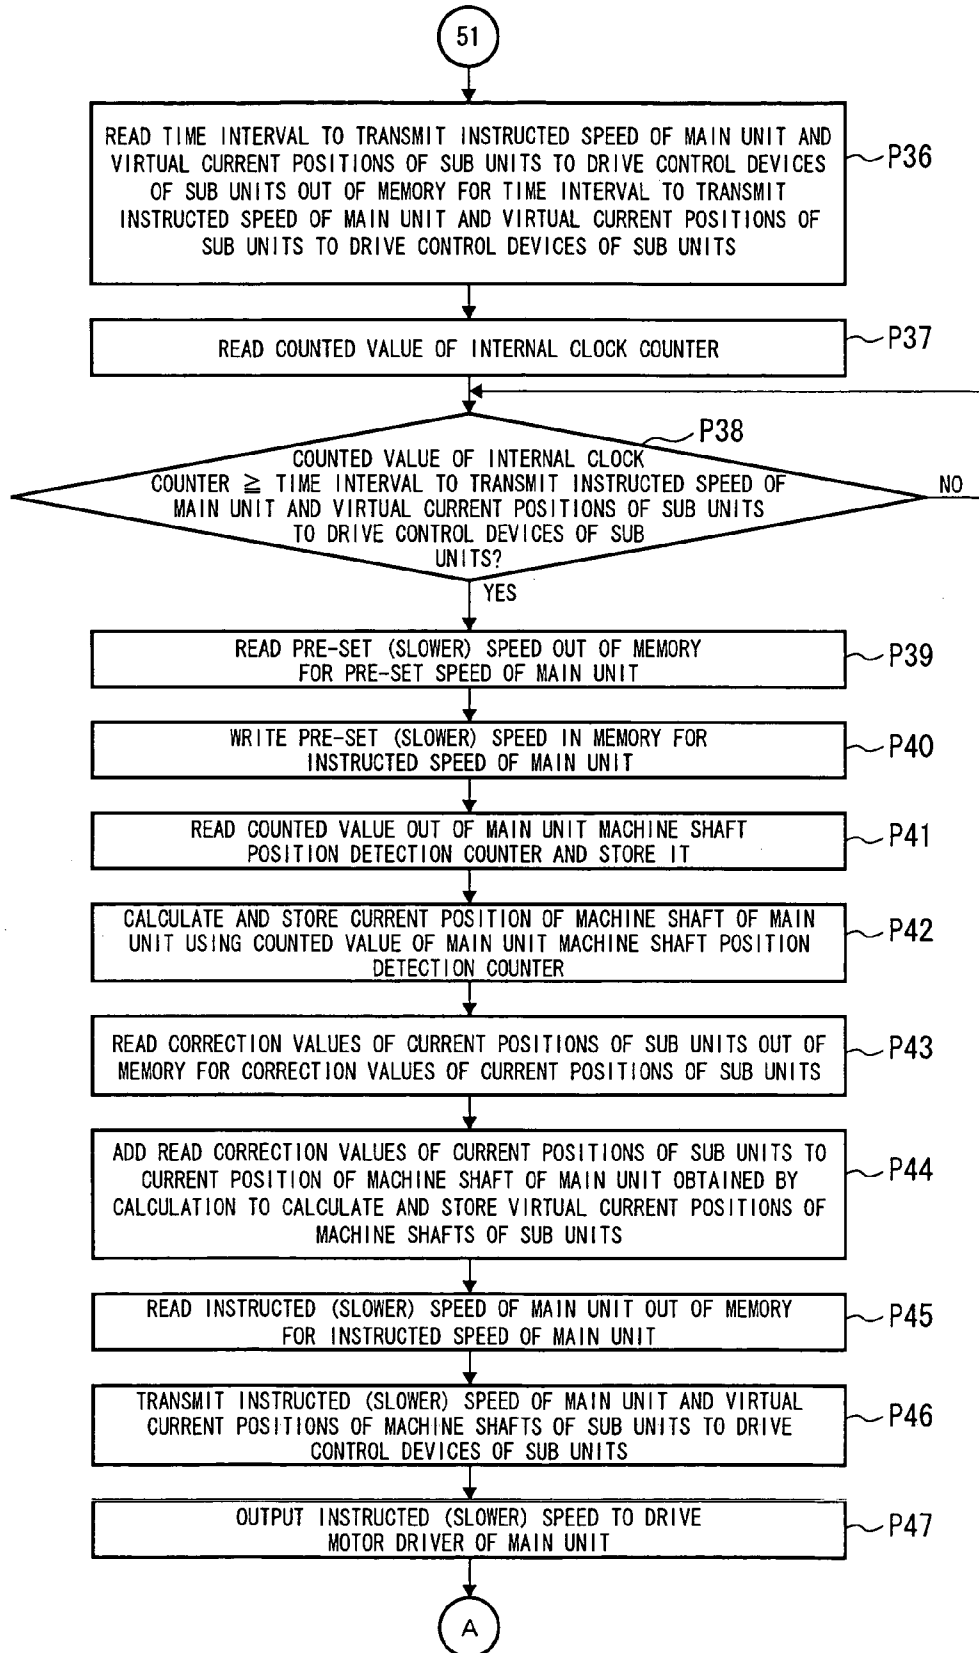 51
READ TIME INTERVAL TO TRANSMIT INSTRUCTED SPEED OF MAIN UNIT AND
VIRTUAL CURRENT POSITIONS OF SUB UNITS TO DRIVE CONTROL DEVICES
OF SUB UNITS OUT OF MEMORY FOR TIME INTERVAL TO TRANSMIT
INSTRUCTED SPEED OF MAIN UNIT AND VIRTUAL CURRENT POSITIONS OF
SUB UNITS TO DRIVE CONTROL DEVICES OF SUB UNITS
P36
READ COUNTED VALUE OF INTERNAL CLOCK COUNTER
P37
P38
COUNTED VALUE OF INTERNAL CLOCK
COUNTER ≧ TIME INTERVAL TO TRANSMIT INSTRUCTED SPEED OF
MAIN UNIT AND VIRTUAL CURRENT POSITIONS OF SUB UNITS
TO DRIVE CONTROL DEVICES OF SUB
UNITS?
NO
YES
READ PRE-SET (SLOWER) SPEED OUT OF MEMORY
FOR PRE-SET SPEED OF MAIN UNIT
P39
WRITE PRE-SET (SLOWER) SPEED IN MEMORY FOR
INSTRUCTED SPEED OF MAIN UNIT
P40
READ COUNTED VALUE OUT OF MAIN UNIT MACHINE SHAFT
POSITION DETECTION COUNTER AND STORE IT
P41
CALCULATE AND STORE CURRENT POSITION OF MACHINE SHAFT OF MAIN
UNIT USING COUNTED VALUE OF MAIN UNIT MACHINE SHAFT POSITION
DETECTION COUNTER
P42
READ CORRECTION VALUES OF CURRENT POSITIONS OF SUB UNITS OUT OF
MEMORY FOR CORRECTION VALUES OF CURRENT POSITIONS OF SUB UNITS
P43
ADD READ CORRECTION VALUES OF CURRENT POSITIONS OF SUB UNITS TO
CURRENT POSITION OF MACHINE SHAFT OF MAIN UNIT OBTAINED BY
CALCULATION TO CALCULATE AND STORE VIRTUAL CURRENT POSITIONS OF
MACHINE SHAFTS OF SUB UNITS
P44
READ INSTRUCTED (SLOWER) SPEED OF MAIN UNIT OUT OF MEMORY
FOR INSTRUCTED SPEED OF MAIN UNIT
P45
TRANSMIT INSTRUCTED (SLOWER) SPEED OF MAIN UNIT AND VIRTUAL
CURRENT POSITIONS OF MACHINE SHAFTS OF SUB UNITS TO DRIVE
CONTROL DEVICES OF SUB UNITS
P46
OUTPUT INSTRUCTED (SLOWER) SPEED TO DRIVE
MOTOR DRIVER OF MAIN UNIT
P47
A